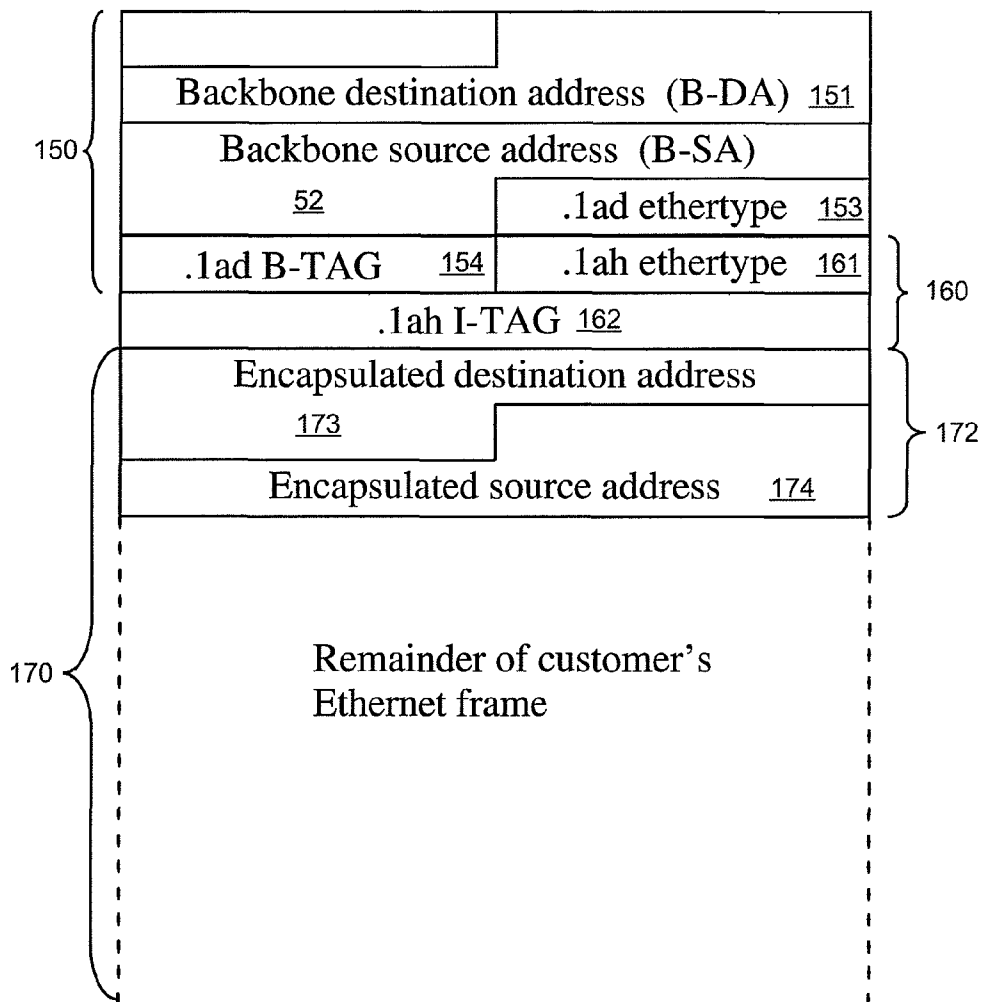 Backbone destination address (B-DA) 151
150
Backbone source address (B-SA)
52
.1ad ethertype 153
.1ad B-TAG 154
.1ah ethertype 161
160
.1ah I-TAG 162
Encapsulated destination address
173
172
Encapsulated source address 174
170
Remainder of customer's
Ethernet frame